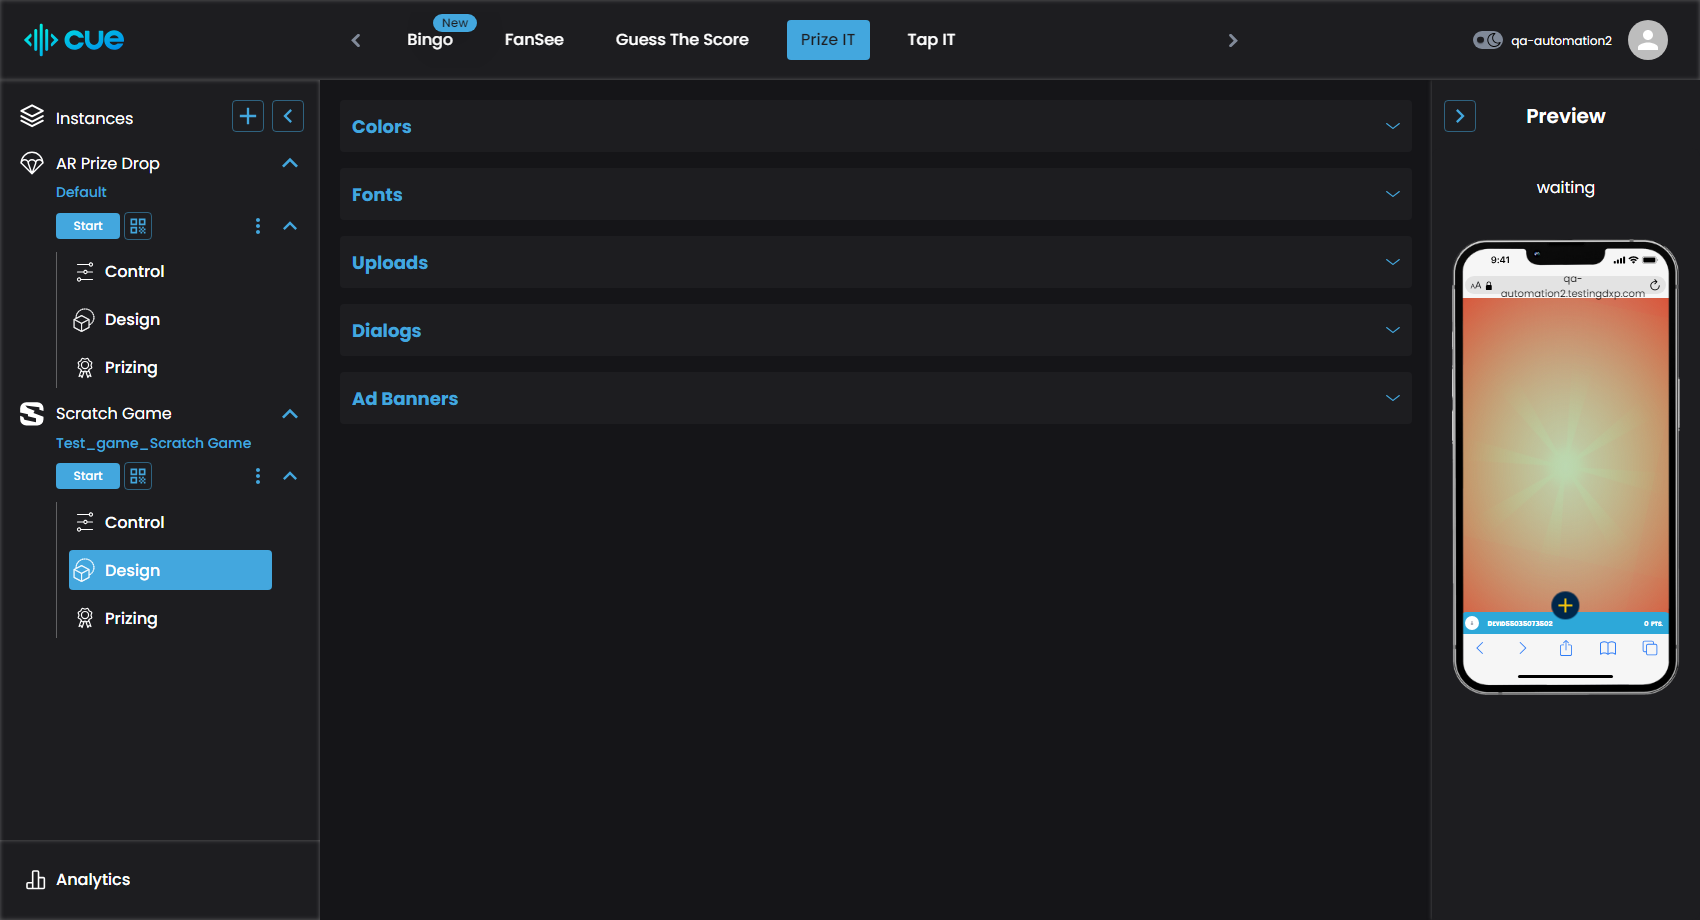 cue
New
Bingo
FanSee
Guess The Score
Prize IT
Tap IT
qa-automation2
Instances
AR Prize Drop
Default
Start
Control
Design
Prizing
Scratch Game
Test_game_Scratch Game
Start
Control
Design
Prizing
Analytics
Colors
Fonts
Uploads
Dialogs
Ad Banners
Preview
waiting
9:41
AA
qa-
automation2.testingdxp.com
0 PTS.